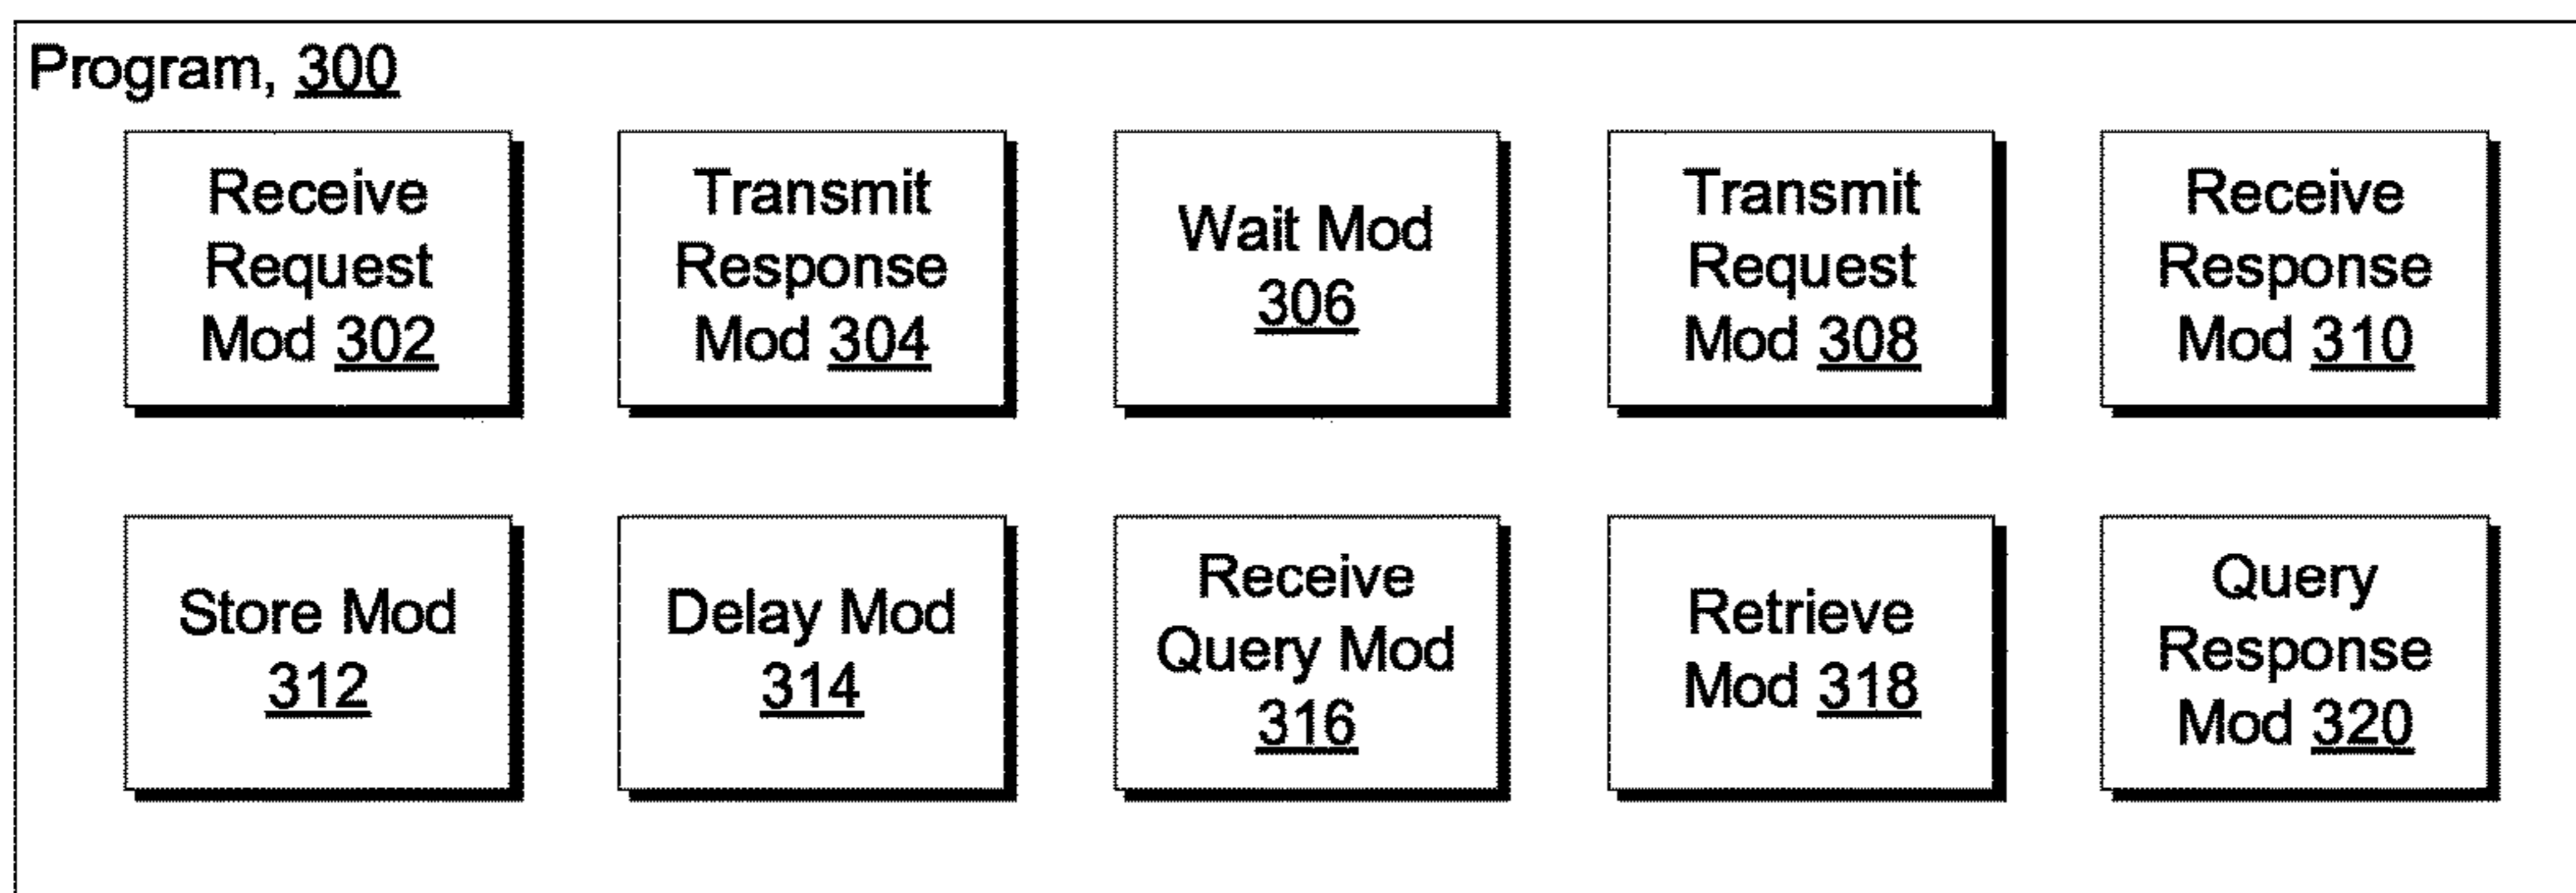 Program, 300
Receive
Request
Mod 302
Transmit
Response
Mod 304
Wait Mod
306
Transmit
Request
Mod 308
Receive
Response
Mod 310
Store Mod
312
Delay Mod
314
Receive
Query Mod
316
Retrieve
Mod 318
Query
Response
Mod 320